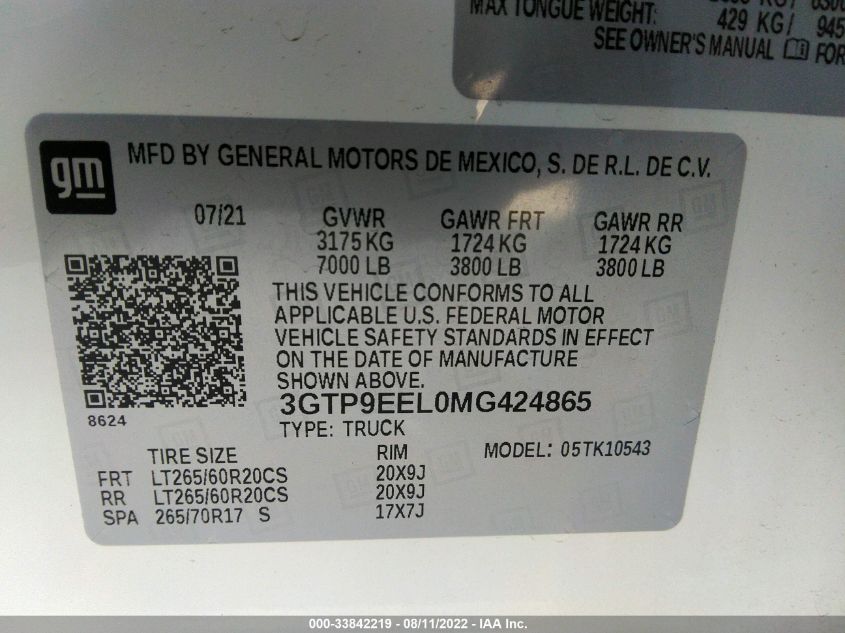 MAX TONGUE WEIGHT: 429 KG/ 945
SEE OWNER'S MANUAL FOR
gm
MFD BY GENERAL MOTORS DE MEXICO, S. DE R.L. DE C.V.
07/21 GVWR GAWR FRT GAWR RR
3175 KG 1724 KG 1724 KG
7000 LB 3800 LB 3800 LB
THIS VEHICLE CONFORMS TO ALL
APPLICABLE U.S. FEDERAL MOTOR
VEHICLE SAFETY STANDARDS IN EFFECT
ON THE DATE OF MANUFACTURE
SHOWN ABOVE.
8624
3GTP9EEL0MG424865
TYPE: TRUCK
TIRE SIZE RIM MODEL: 05TK10543
FRT LT265/60R20CS 20X9J
RR LT265/60R20CS 20X9J
SPA 265/70R17 S 17X7J
000-33842219 - 08/11/2022 - IAA Inc.